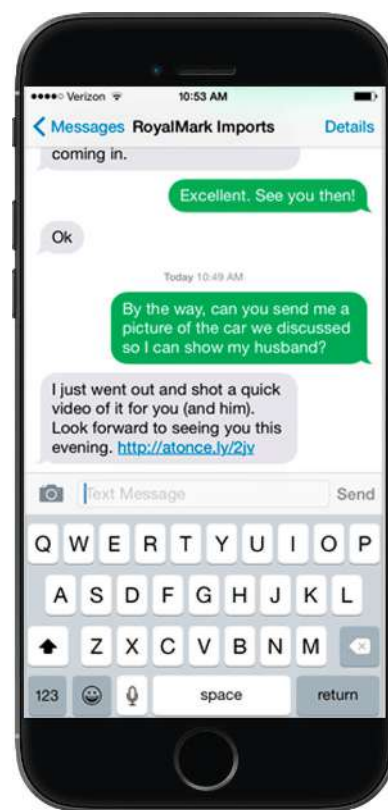 Verizon 10:53 AM
Messages RoyalMark Imports Details
coming in.
Excellent. See you then!
Ok
Today 10:49 AM
By the way, can you send me a
picture of the car we discussed
so I can show my husband?
I just went out and shot a quick
video of it for you (and him).
Look forward to seeing you this
evening. http://atonce.ly/2jv
Text Message Send
Q W E R T Y U I O P
A S D F G H J K L
Z X C V B N M
123 space return